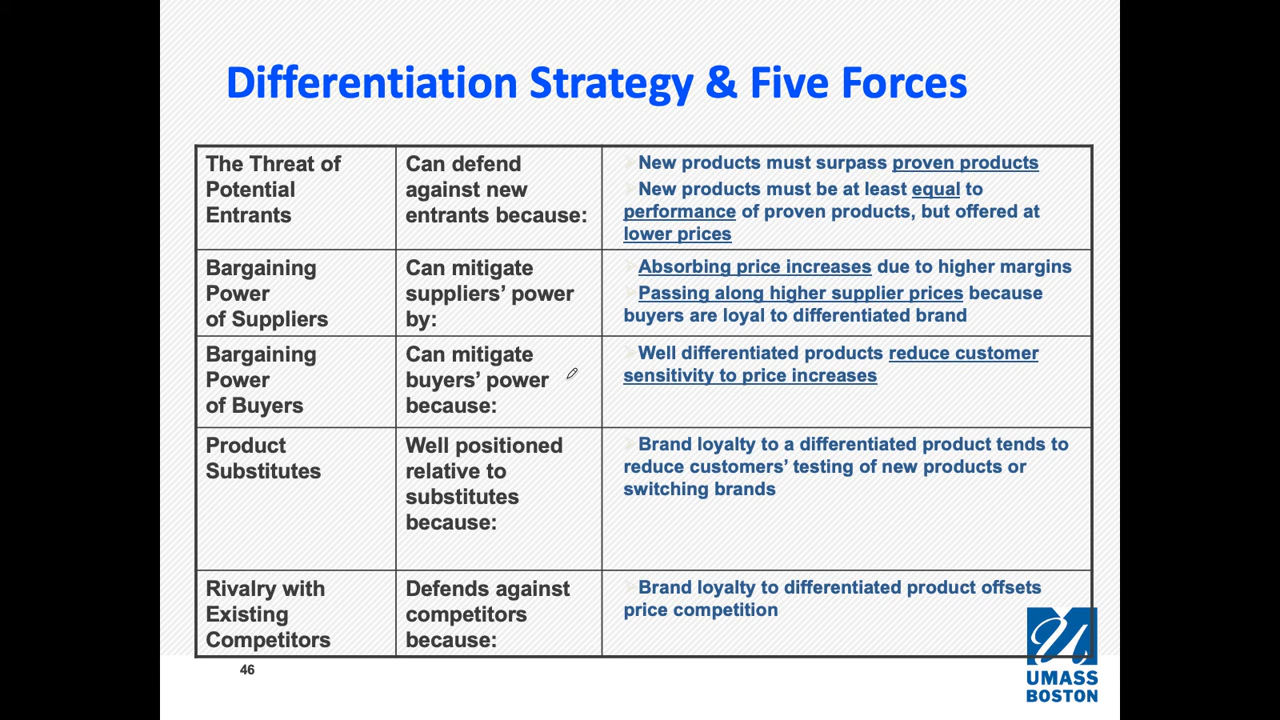 Differentiation Strategy & Five Forces
The Threat of
Potential
Entrants
Can defend
against new
entrants because:
New products must surpass proven products
New products must be at least equal to
performance of proven products, but offered at
lower prices
Bargaining
Power
of Suppliers
Can mitigate
suppliers’ power
by:
Absorbing price increases due to higher margins
Passing along higher supplier prices because
buyers are loyal to differentiated brand
Bargaining
Power
of Buyers
Can mitigate
buyers’ power
because:
Well differentiated products reduce customer
sensitivity to price increases
Product
Substitutes
Well positioned
relative to
substitutes
because:
Brand loyalty to a differentiated product tends to
reduce customers’ testing of new products or
switching brands
Rivalry with
Existing
Competitors
Defends against
competitors
because:
Brand loyalty to differentiated product offsets
price competition
46
UMASS
BOSTON